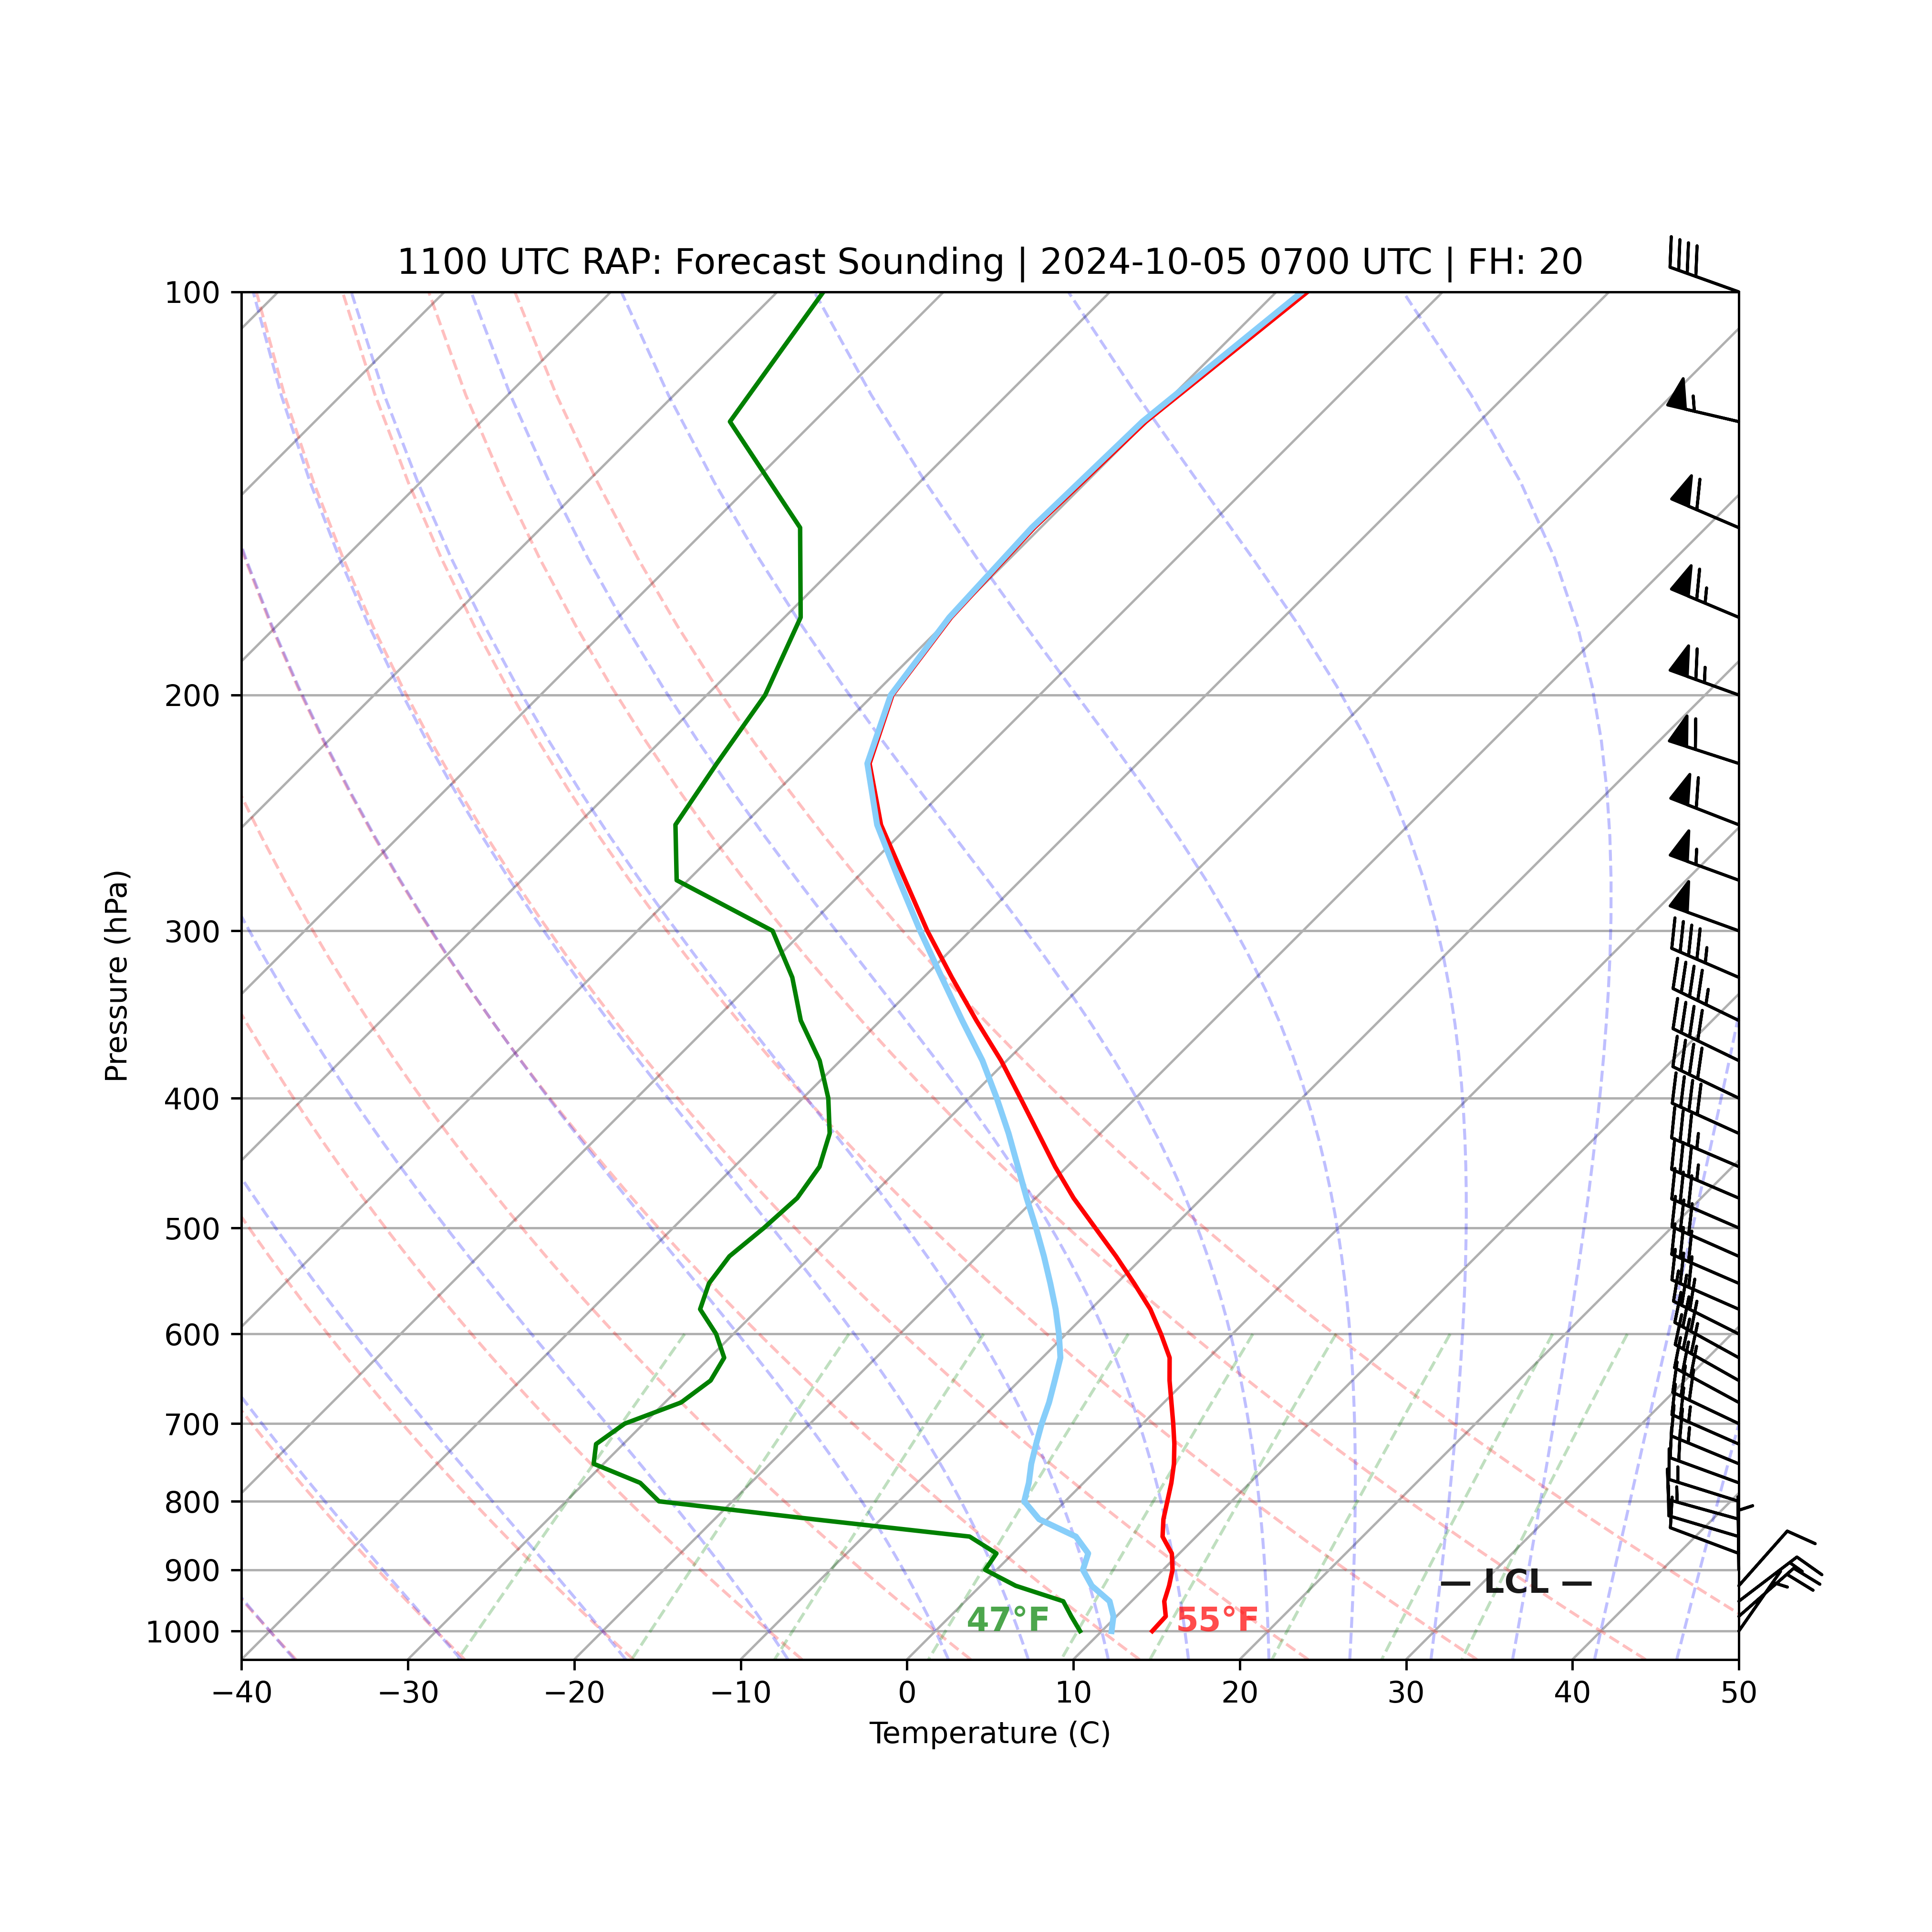 1100 UTC RAP: Forecast Sounding | 2024-10-05 0700 UTC | FH: 20
100
200
300
400
500
600
700
800
900
1000
Pressure (hPa)
— LCL —
47°F
55°F
−40 −30 −20 −10 0 10 20 30 40 50
Temperature (C)